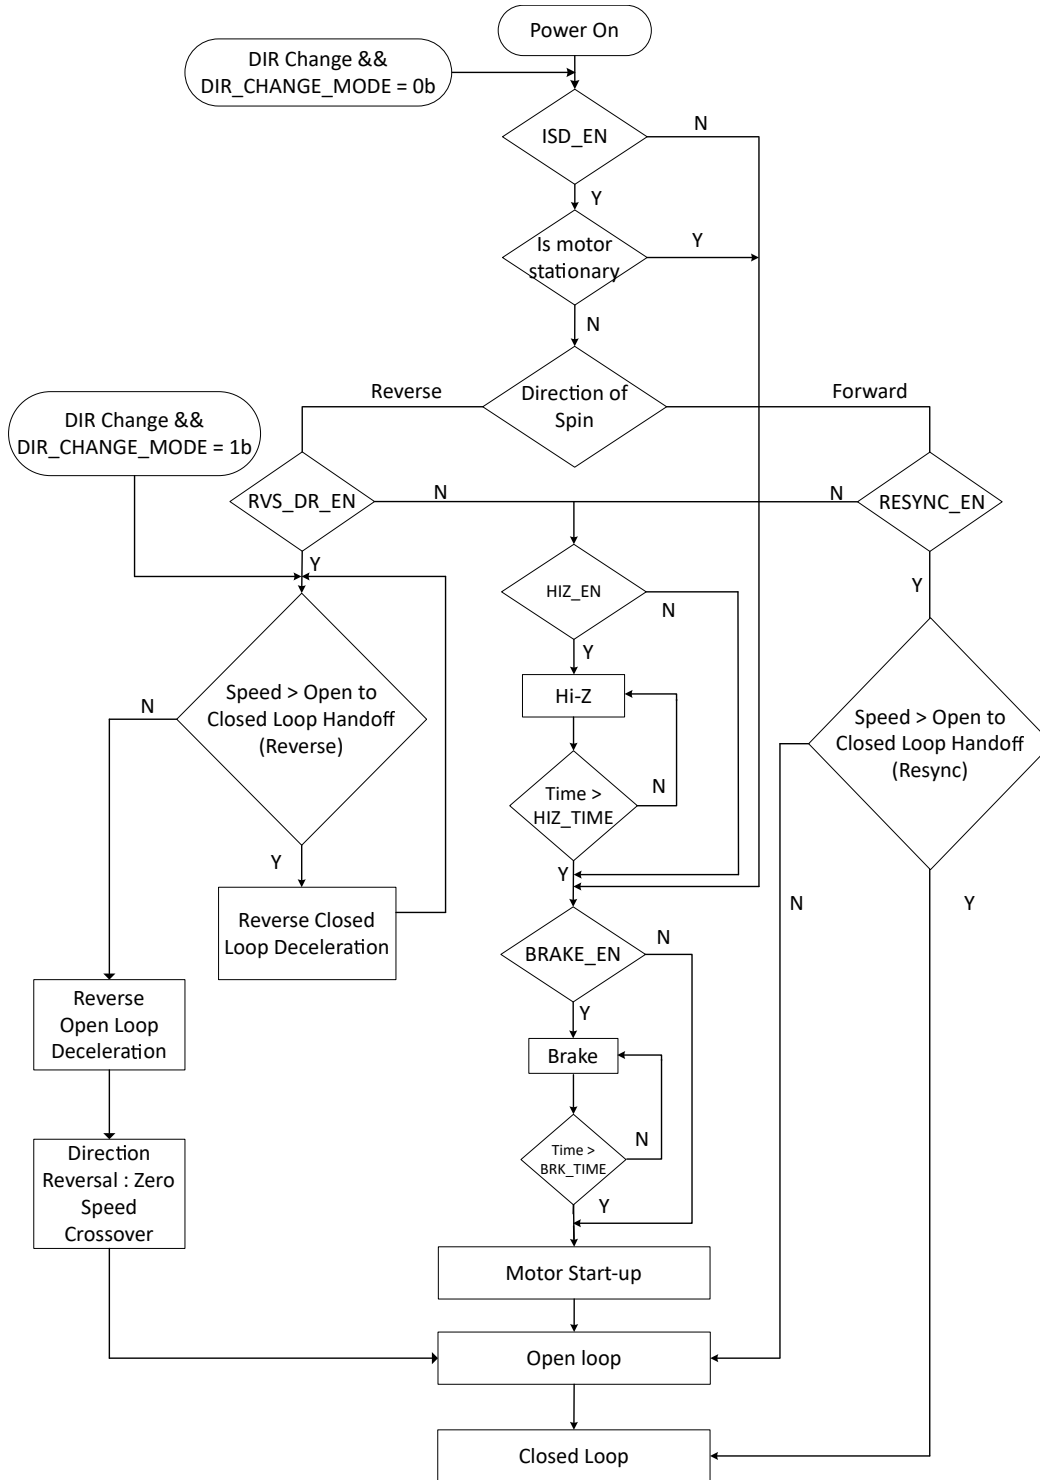 Power On
DIR Change &&
DIR_CHANGE_MODE = 0b
ISD_EN
N
Y
Is motor
stationary
Y
N
Direction of
Spin
Reverse
Forward
DIR Change &&
DIR_CHANGE_MODE = 1b
RVS_DR_EN
N
N
RESYNC_EN
Y
Y
HIZ_EN
N
Y
Speed > Open to
Closed Loop Handoff
(Reverse)
N
Y
Hi-Z
Time >
HIZ_TIME
N
Y
Speed > Open to
Closed Loop Handoff
(Resync)
N
Y
Reverse Closed
Loop Deceleration
BRAKE_EN
N
Y
Reverse
Open Loop
Deceleration
Brake
Time >
BRK_TIME
N
Y
Direction
Reversal : Zero
Speed
Crossover
Motor Start-up
Open loop
Closed Loop